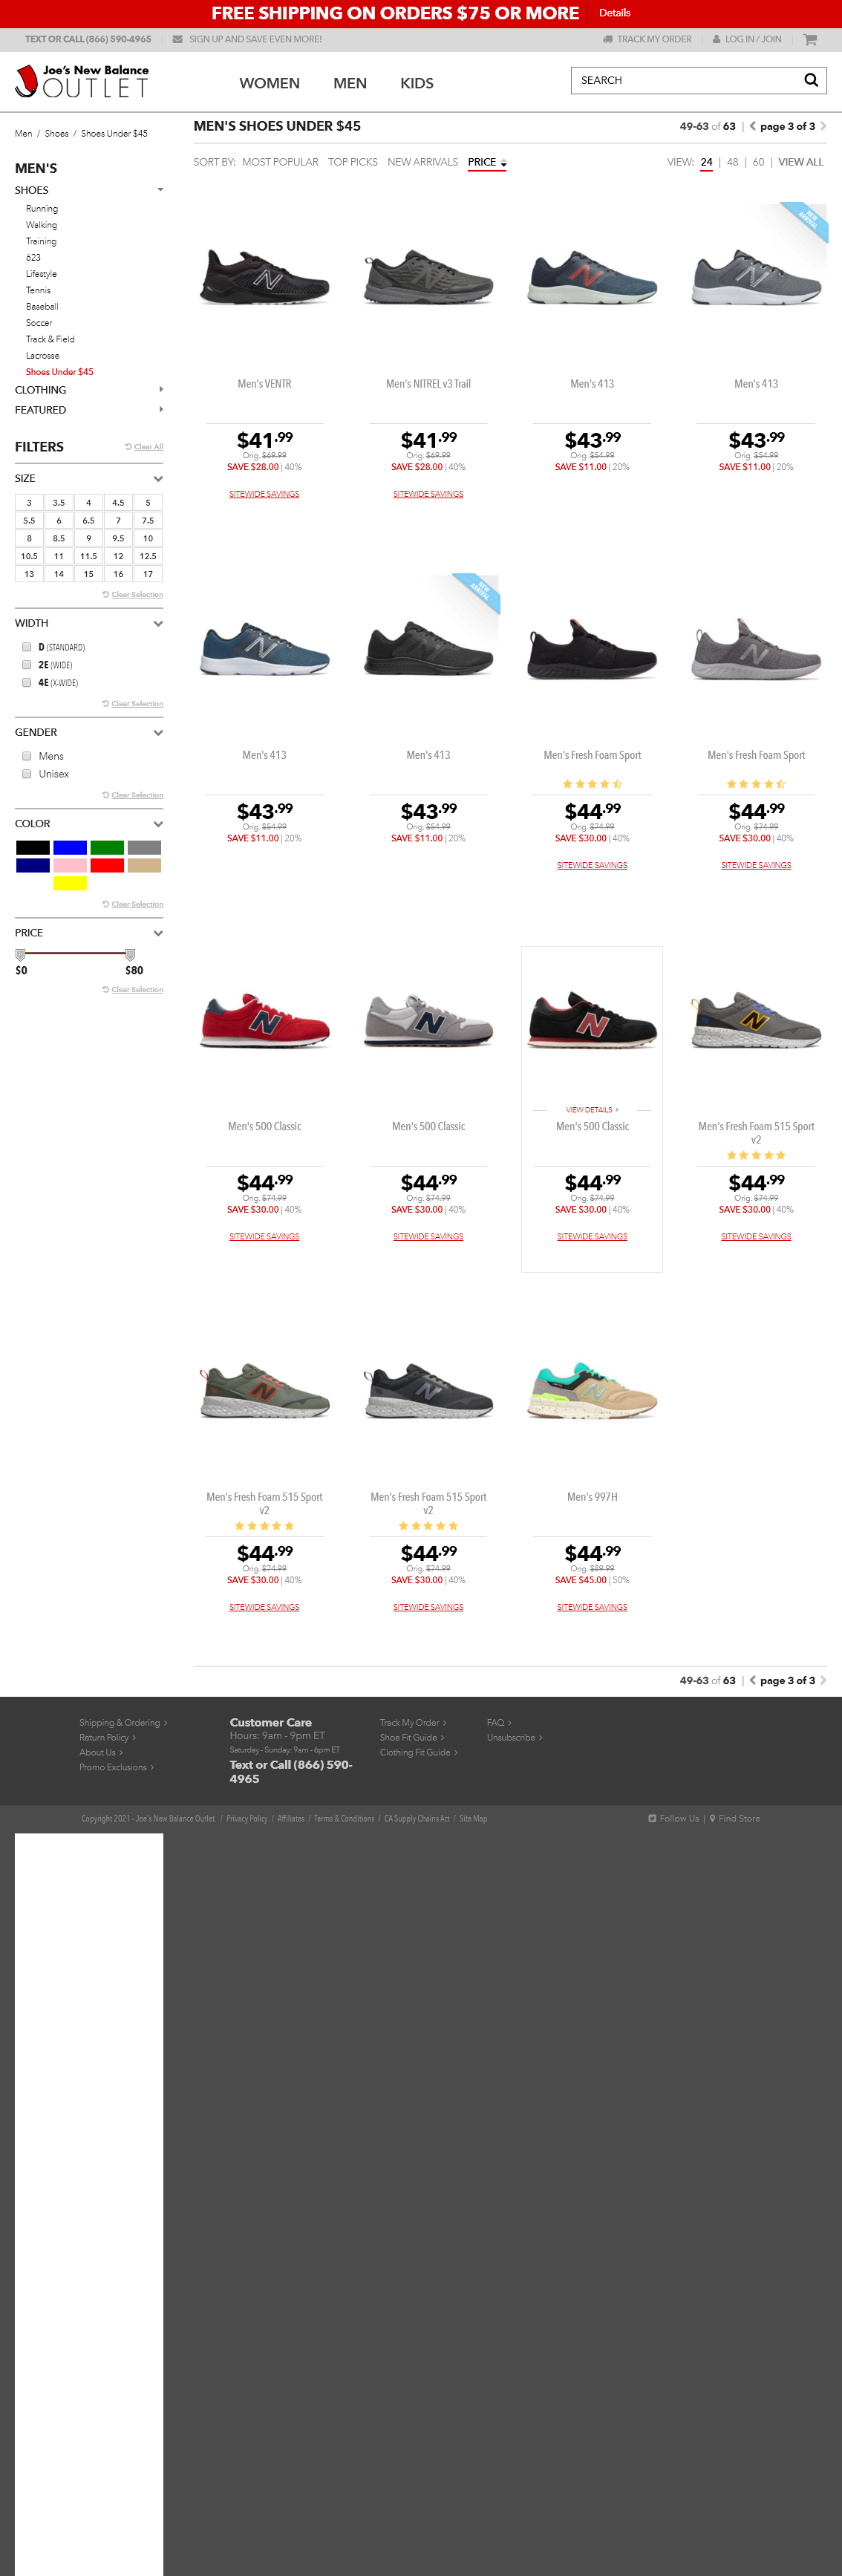 FREE SHIPPING ON ORDERS $75 OR MORE Details
TEXT OR CALL (866) 590-4965 SIGN UP AND SAVE EVEN MORE! TRACK MY ORDER LOG IN / JOIN
Joe's New Balance
OUTLET
WOMEN MEN KIDS
SEARCH
Men / Shoes / Shoes Under $45
MEN'S
SHOES
Running
Walking
Training
623
Lifestyle
Tennis
Baseball
Soccer
Track & Field
Lacrosse
Shoes Under $45
CLOTHING
FEATURED
FILTERS Clear All
SIZE
3 3.5 4 4.5 5
5.5 6 6.5 7 7.5
8 8.5 9 9.5 10
10.5 11 11.5 12 12.5
13 14 15 16 17
Clear Selection
WIDTH
D (STANDARD)
2E (WIDE)
4E (X-WIDE)
Clear Selection
GENDER
Mens
Unisex
Clear Selection
COLOR
Clear Selection
PRICE
$0 $80
Clear Selection
MEN'S SHOES UNDER $45 49-63 of 63 | page 3 of 3
SORT BY: MOST POPULAR TOP PICKS NEW ARRIVALS PRICE VIEW: 24 | 48 | 60 | VIEW ALL
NEW ARRIVAL
Men's VENTR Men's NITREL v3 Trail Men's 413 Men's 413
$41.99 $41.99 $43.99 $43.99
Orig. $69.99 Orig. $69.99 Orig. $54.99 Orig. $54.99
SAVE $28.00 | 40% SAVE $28.00 | 40% SAVE $11.00 | 20% SAVE $11.00 | 20%
SITEWIDE SAVINGS SITEWIDE SAVINGS
NEW ARRIVAL
Men's 413 Men's 413 Men's Fresh Foam Sport Men's Fresh Foam Sport
$43.99 $43.99 $44.99 $44.99
Orig. $54.99 Orig. $54.99 Orig. $74.99 Orig. $74.99
SAVE $11.00 | 20% SAVE $11.00 | 20% SAVE $30.00 | 40% SAVE $30.00 | 40%
SITEWIDE SAVINGS SITEWIDE SAVINGS
VIEW DETAILS
Men's 500 Classic Men's 500 Classic Men's 500 Classic Men's Fresh Foam 515 Sport
v2
$44.99 $44.99 $44.99 $44.99
Orig. $74.99 Orig. $74.99 Orig. $74.99 Orig. $74.99
SAVE $30.00 | 40% SAVE $30.00 | 40% SAVE $30.00 | 40% SAVE $30.00 | 40%
SITEWIDE SAVINGS SITEWIDE SAVINGS SITEWIDE SAVINGS SITEWIDE SAVINGS
Men's Fresh Foam 515 Sport Men's Fresh Foam 515 Sport Men's 997H
v2 v2
$44.99 $44.99 $44.99
Orig. $74.99 Orig. $74.99 Orig. $89.99
SAVE $30.00 | 40% SAVE $30.00 | 40% SAVE $45.00 | 50%
SITEWIDE SAVINGS SITEWIDE SAVINGS SITEWIDE SAVINGS
49-63 of 63 | page 3 of 3
Shipping & Ordering
Return Policy
About Us
Promo Exclusions
Customer Care
Hours: 9am - 9pm ET
Saturday - Sunday: 9am - 6pm ET
Text or Call (866) 590-
4965
Track My Order
Shoe Fit Guide
Clothing Fit Guide
FAQ
Unsubscribe
Copyright 2021 - Joe's New Balance Outlet. / Privacy Policy / Affiliates / Terms & Conditions / CA Supply Chains Act / Site Map Follow Us | Find Store